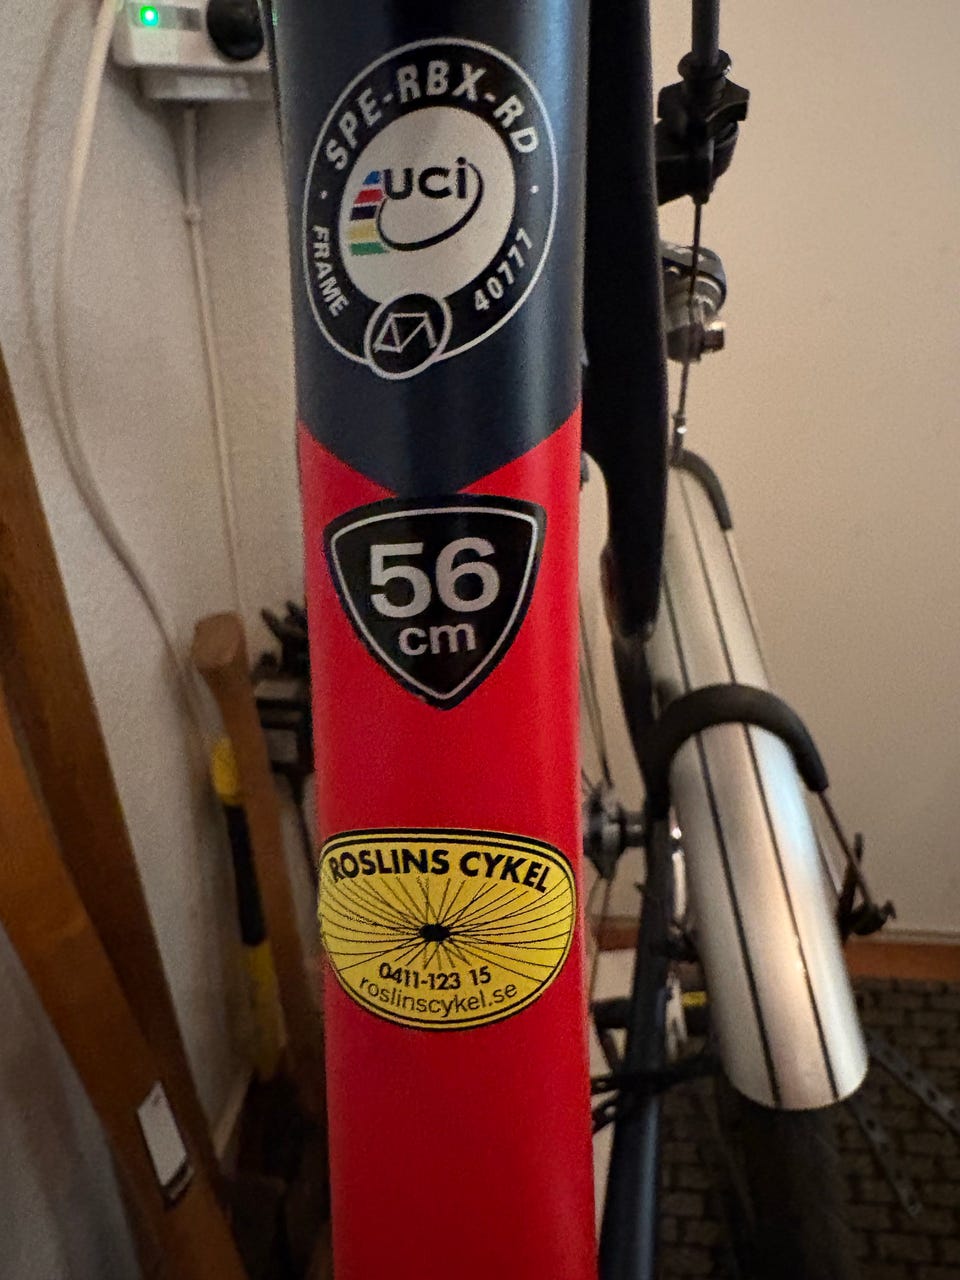 SPE-RBX-RD
uci
FRAME 40777
56
cm
ROSLINS CYKEL
0411-123 15
roslinscykel.se